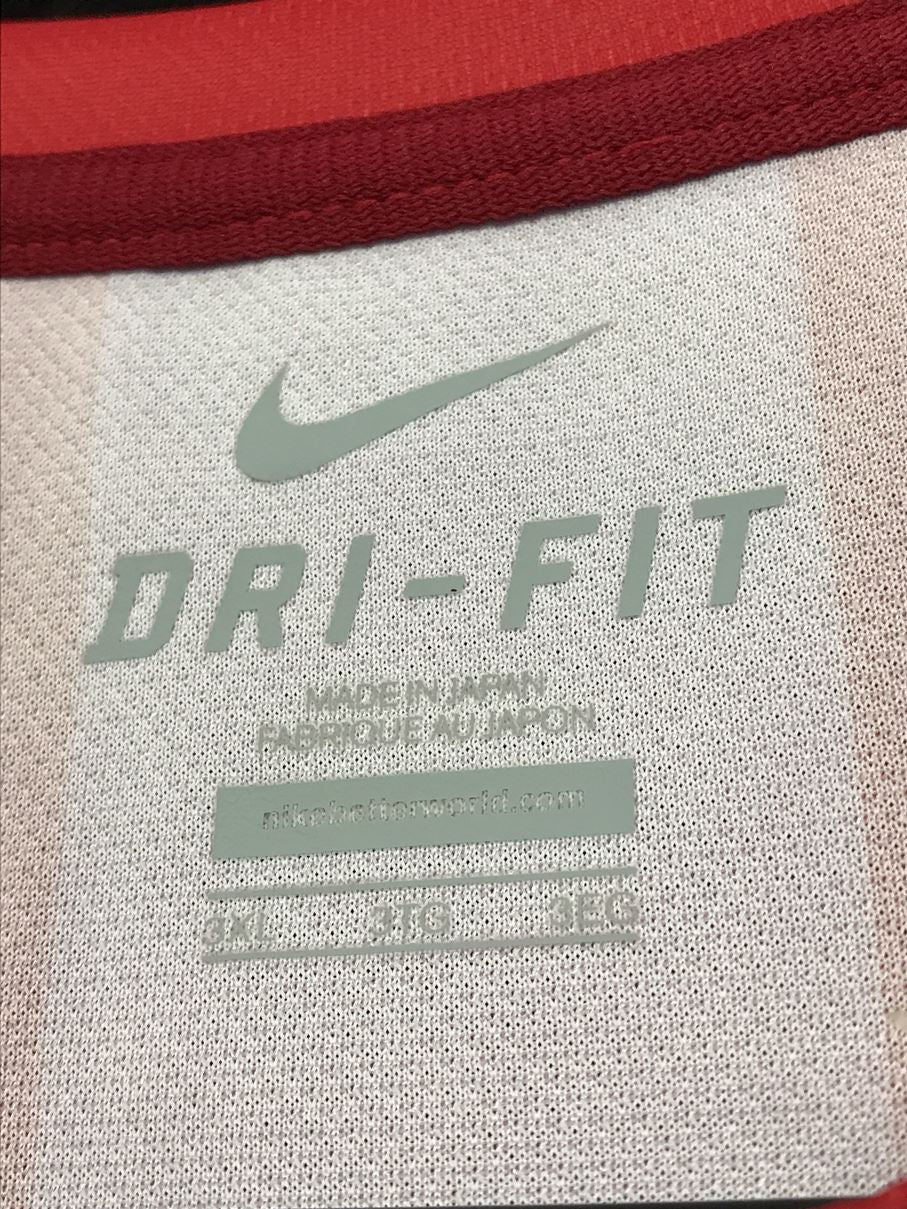 DRI-FIT
MADE IN JAPAN
FABRIQUE AU JAPON
nikebetterworld.com
3XL 3TG 3EG